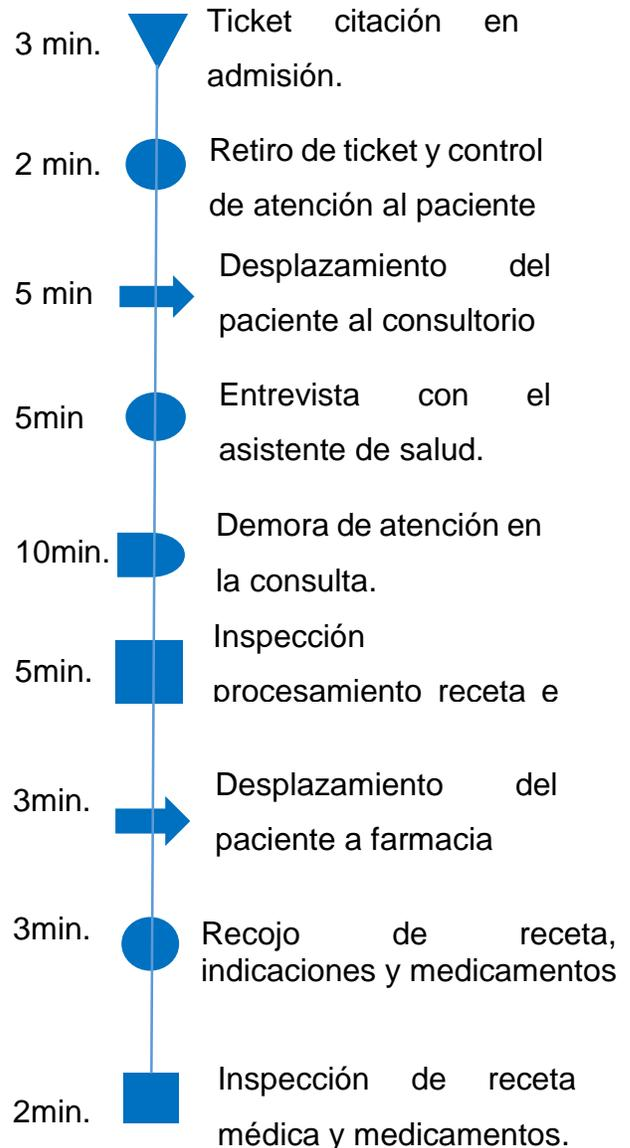 3 min.
Ticket citación en
admisión.
2 min.
Retiro de ticket y control
de atención al paciente
5 min
Desplazamiento del
paciente al consultorio
5min
Entrevista con el
asistente de salud.
10min.
Demora de atención en
la consulta.
5min.
Inspección
procesamiento receta e
3min.
Desplazamiento del
paciente a farmacia
3min.
Recojo de receta,
indicaciones y medicamentos
2min.
Inspección de receta
médica y medicamentos.